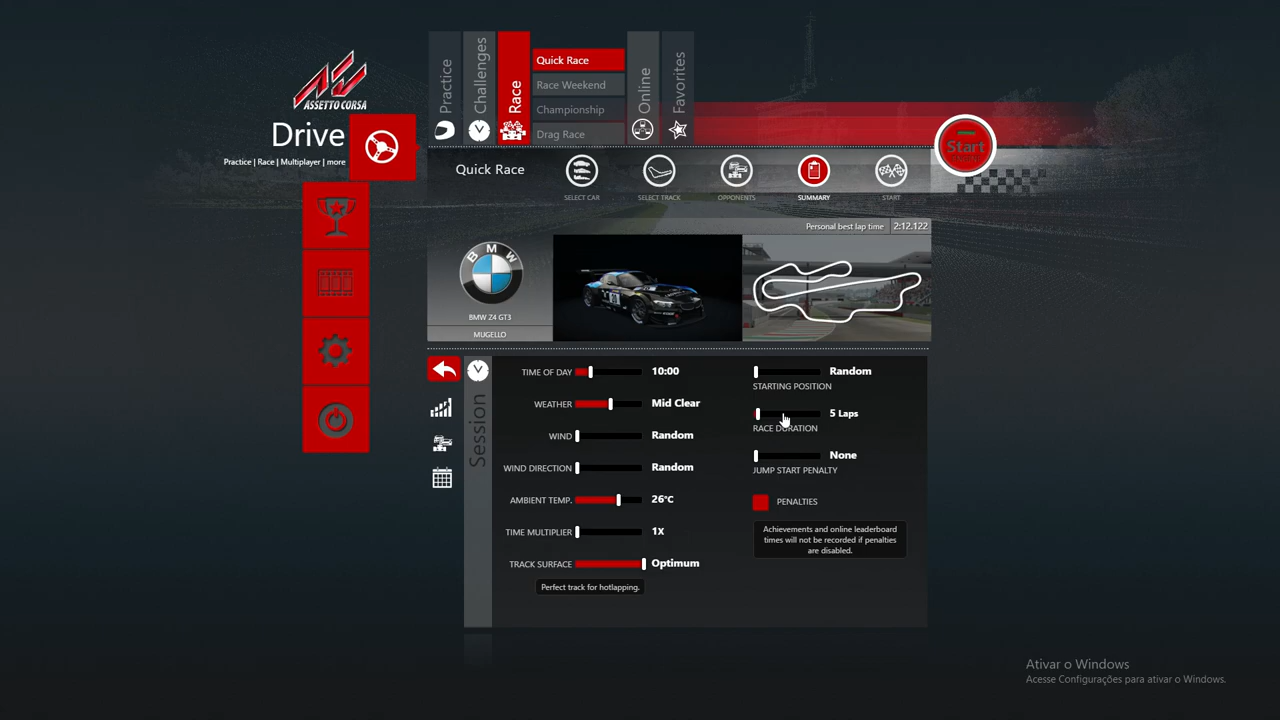 Practice
Challenges
Race
Quick Race
Race Weekend
Championship
Drag Race
Online
Favorites
ASSETTO CORSA
Drive
Practice | Race | Multiplayer | more
Start
Quick Race
SELECT CAR
SELECT TRACK
OPPONENTS
SUMMARY
START
Personal best lap time 2:12.122
BMW
BMW Z4 GT3
MUGELLO
Session
TIME OF DAY 10:00
WEATHER Mid Clear
WIND Random
WIND DIRECTION Random
AMBIENT TEMP. 26°C
TIME MULTIPLIER 1X
TRACK SURFACE Optimum
Perfect track for hotlapping.
Random
STARTING POSITION
5 Laps
RACE DURATION
None
JUMP START PENALTY
PENALTIES
Achievements and online leaderboard
times will not be recorded if penalties
are disabled.
Ativar o Windows
Acesse Configurações para ativar o Windows.